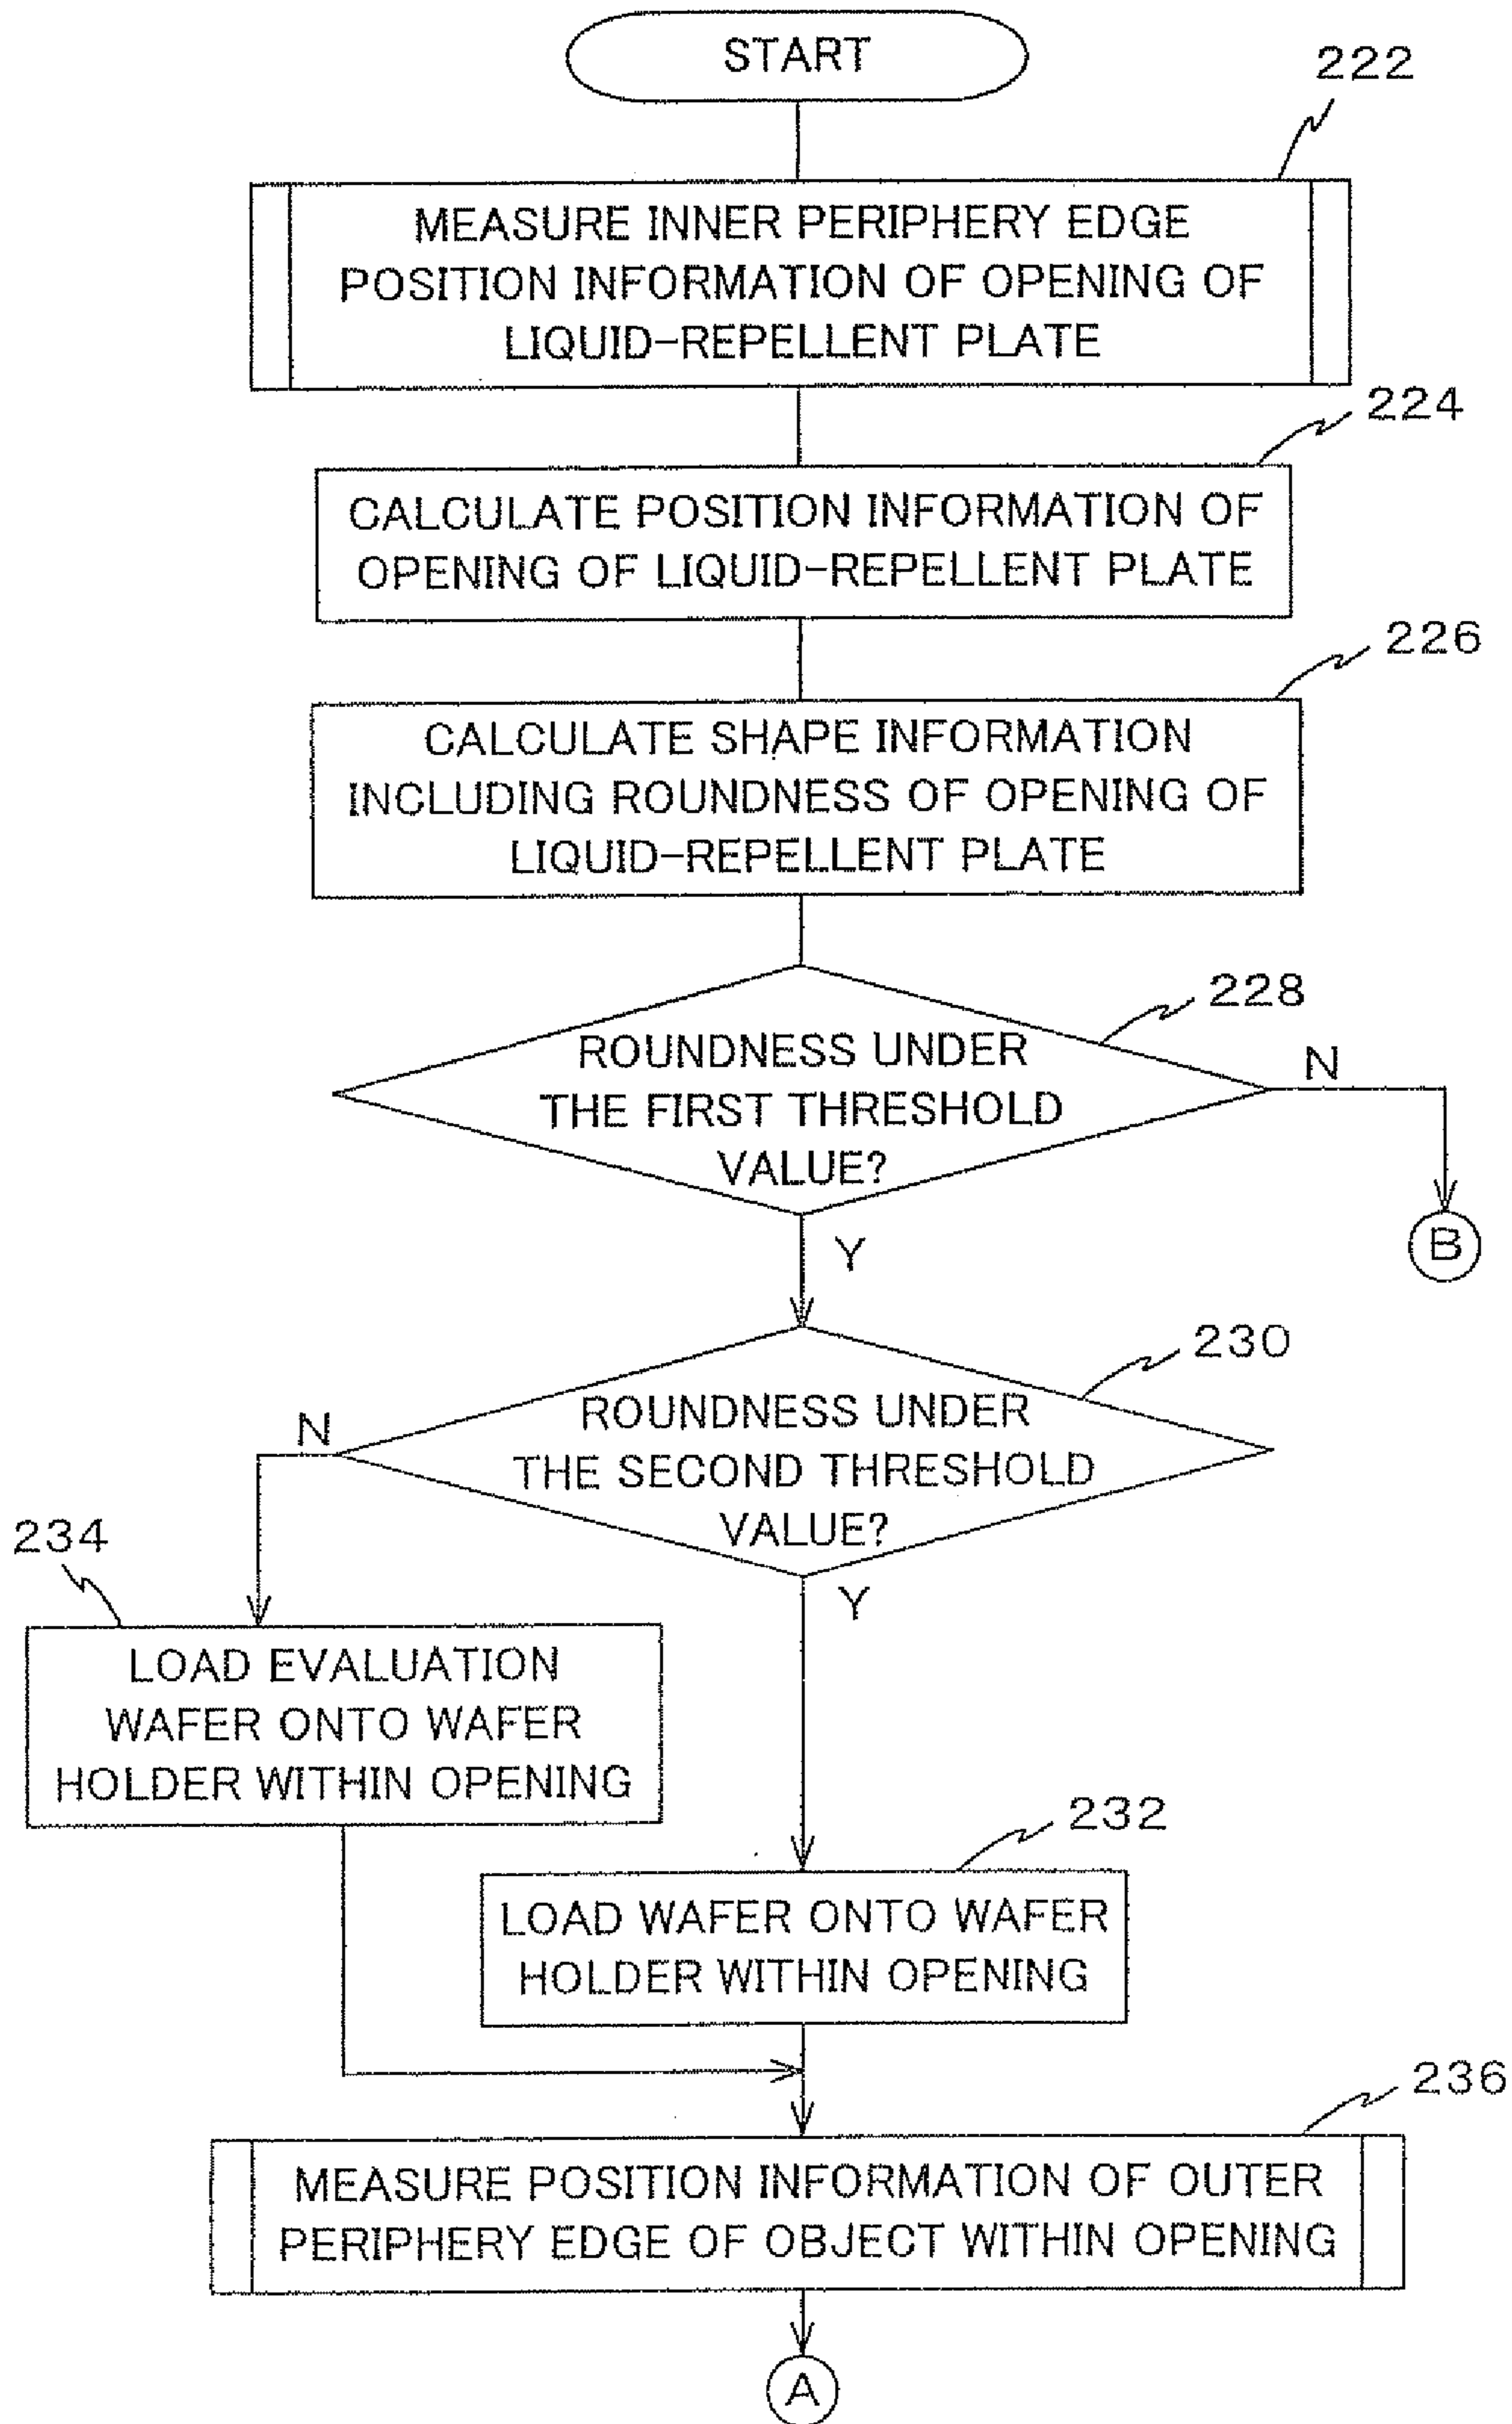 START
222
MEASURE INNER PERIPHERY EDGE
POSITION INFORMATION OF OPENING OF
LIQUID-REPELLENT PLATE
224
CALCULATE POSITION INFORMATION OF
OPENING OF LIQUID-REPELLENT PLATE
226
CALCULATE SHAPE INFORMATION
INCLUDING ROUNDNESS OF OPENING OF
LIQUID-REPELLENT PLATE
228
ROUNDNESS UNDER
THE FIRST THRESHOLD
VALUE?
N
B
Y
230
ROUNDNESS UNDER
THE SECOND THRESHOLD
VALUE?
N
Y
234
LOAD EVALUATION
WAFER ONTO WAFER
HOLDER WITHIN OPENING
232
LOAD WAFER ONTO WAFER
HOLDER WITHIN OPENING
236
MEASURE POSITION INFORMATION OF OUTER
PERIPHERY EDGE OF OBJECT WITHIN OPENING
A